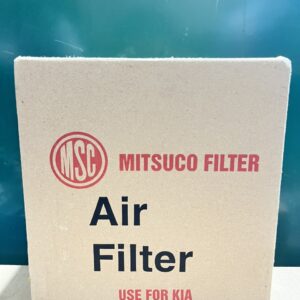 MSC MITSUCO FILTER
Air
Filter
USE FOR KIA